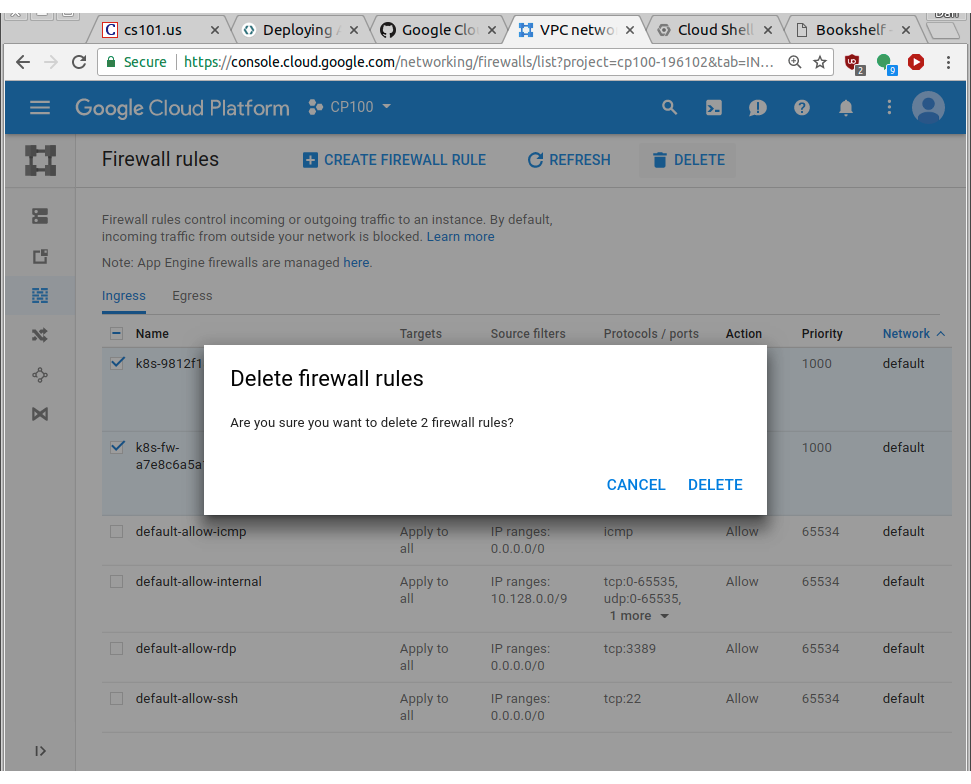 Dan
cs101.us
Deploying
Google Clo
VPC netwo
Cloud Shell
Bookshelf
Secure
https://console.cloud.google.com/networking/firewalls/list?project=cp100-196102&tab=IN...
2
9
Google Cloud Platform
CP100
Firewall rules
CREATE FIREWALL RULE
REFRESH
DELETE
Firewall rules control incoming or outgoing traffic to an instance. By default,
incoming traffic from outside your network is blocked. Learn more
Note: App Engine firewalls are managed here.
Ingress Egress
Name Targets Source filters Protocols / ports Action Priority Network
k8s-9812f1 1000 default
k8s-fw- 1000 default
a7e8c6a5a
Delete firewall rules
Are you sure you want to delete 2 firewall rules?
CANCEL DELETE
default-allow-icmp Apply to IP ranges: icmp Allow 65534 default
all 0.0.0.0/0
default-allow-internal Apply to IP ranges: tcp:0-65535, Allow 65534 default
all 10.128.0.0/9 udp:0-65535,
1 more
default-allow-rdp Apply to IP ranges: tcp:3389 Allow 65534 default
all 0.0.0.0/0
default-allow-ssh Apply to IP ranges: tcp:22 Allow 65534 default
all 0.0.0.0/0